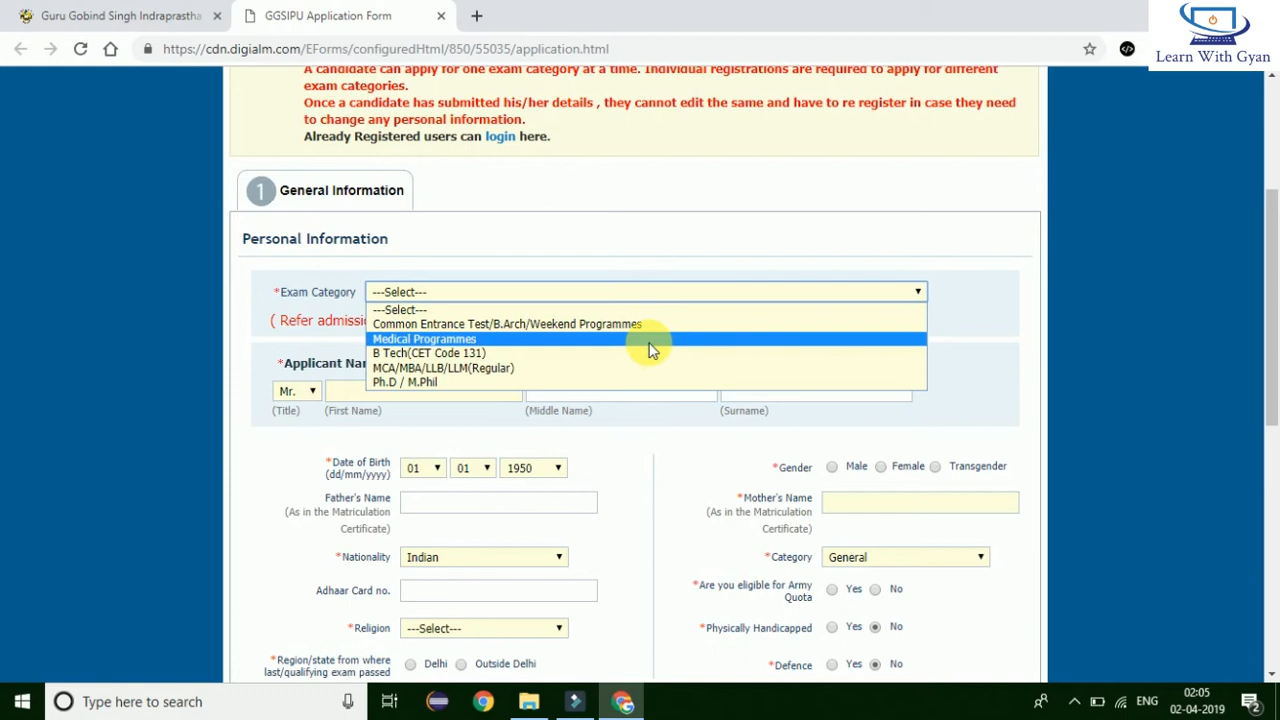 Guru Gobind Singh Indraprastha
GGSIPU Application Form
https://cdn.digialm.com/EForms/configuredHtml/850/55035/application.html
Learn With Gyan
A candidate can apply for one exam category at a time. Individual registrations are required to apply for different
exam categories.
Once a candidate has submitted his/her details , they cannot edit the same and have to re register in case they need
to change any personal information.
Already Registered users can login here.
1 General Information
Personal Information
*Exam Category ---Select---
---Select---
Common Entrance Test/B.Arch/Weekend Programmes
( Refer admissi
Medical Programmes
B Tech(CET Code 131)
*Applicant Na
MCA/MBA/LLB/LLM(Regular)
Ph.D / M.Phil
Mr.
(Title) (First Name) (Middle Name) (Surname)
*Date of Birth 01 01 1950
(dd/mm/yyyy)
*Gender Male Female Transgender
Father's Name
(As in the Matriculation
Certificate)
*Mother's Name
(As in the Matriculation
Certificate)
*Nationality Indian
*Category General
Adhaar Card no.
*Are you eligible for Army
Quota Yes No
*Religion ---Select---
*Physically Handicapped Yes No
*Region/state from where
last/qualifying exam passed Delhi Outside Delhi
*Defence Yes No
Type here to search
ENG
02:05
02-04-2019
2